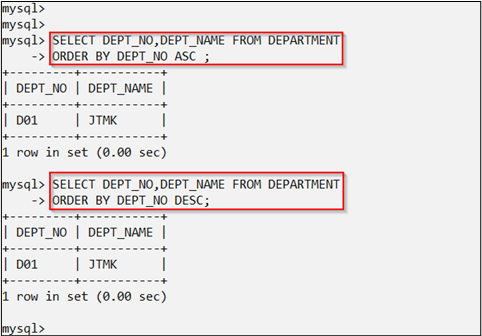 mysql>
mysql>
mysql> SELECT DEPT_NO,DEPT_NAME FROM DEPARTMENT
    -> ORDER BY DEPT_NO ASC ;
+---------+-----------+
| DEPT_NO | DEPT_NAME |
+---------+-----------+
| D01     | JTMK      |
+---------+-----------+
1 row in set (0.00 sec)

mysql> SELECT DEPT_NO,DEPT_NAME FROM DEPARTMENT
    -> ORDER BY DEPT_NO DESC;
+---------+-----------+
| DEPT_NO | DEPT_NAME |
+---------+-----------+
| D01     | JTMK      |
+---------+-----------+
1 row in set (0.00 sec)

mysql>